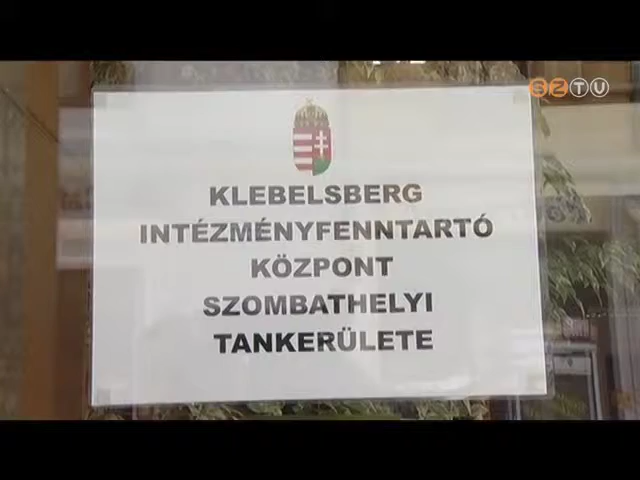 SZTV
KLEBELSBERG
INTÉZMÉNYFENNTARTÓ
KÖZPONT
SZOMBATHELYI
TANKERÜLETE